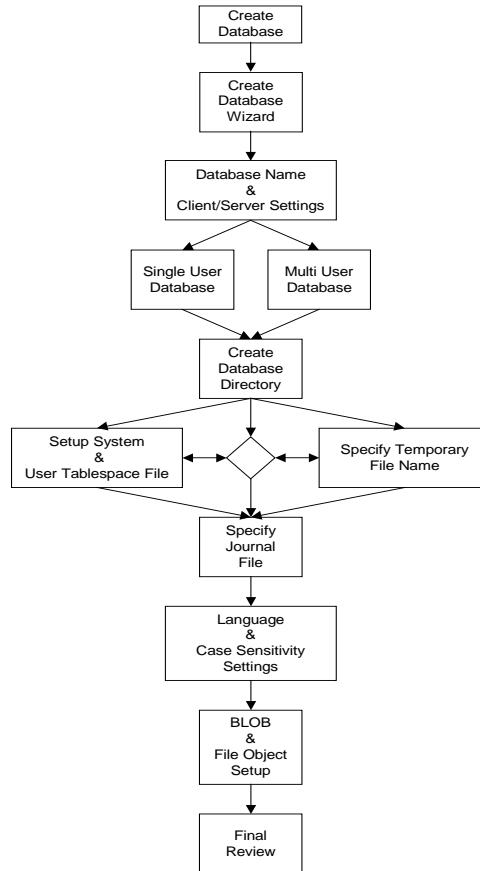 Create
Database
Create
Database
Wizard
Database Name
&
Client/Server Settings
Single User
Database
Multi User
Database
Create
Database
Directory
Setup System
&
User Tablespace File
Specify Temporary
File Name
Specify
Journal
File
Language
&
Case Sensitivity
Settings
BLOB
&
File Object
Setup
Final
Review